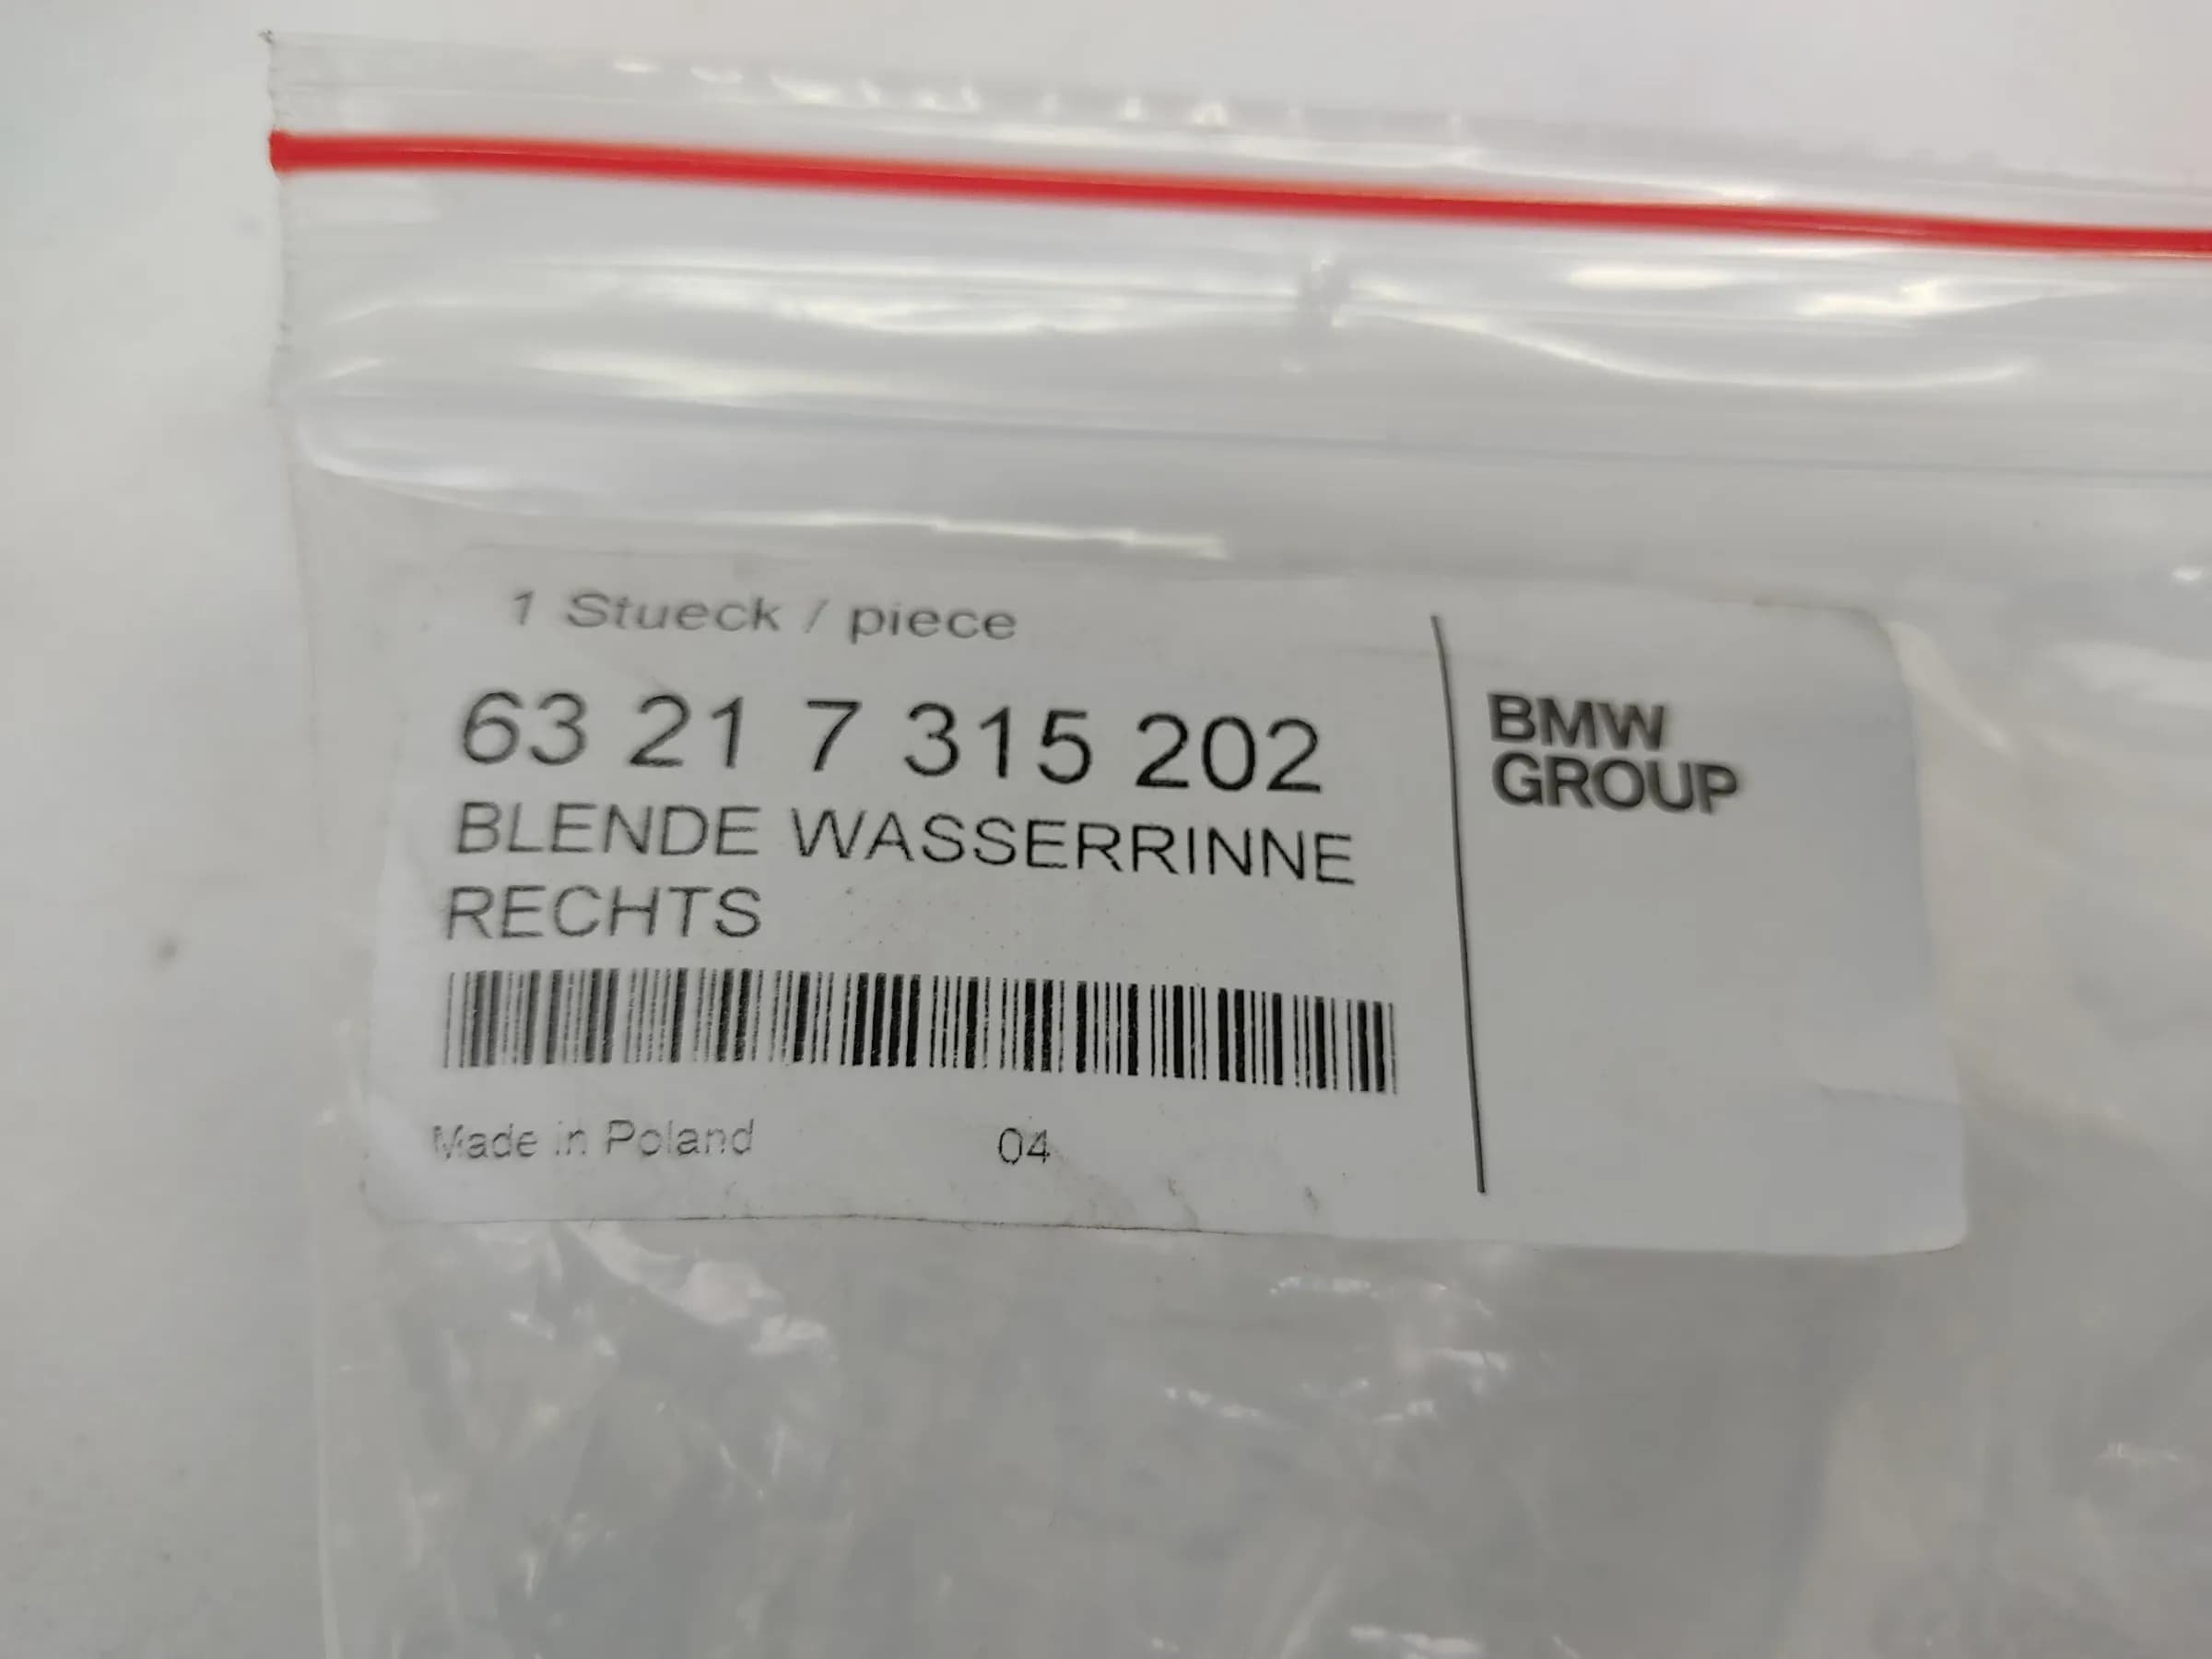 1 Stueck / piece
63 21 7 315 202
BLENDE WASSERRINNE
RECHTS
Made in Poland 04
BMW
GROUP